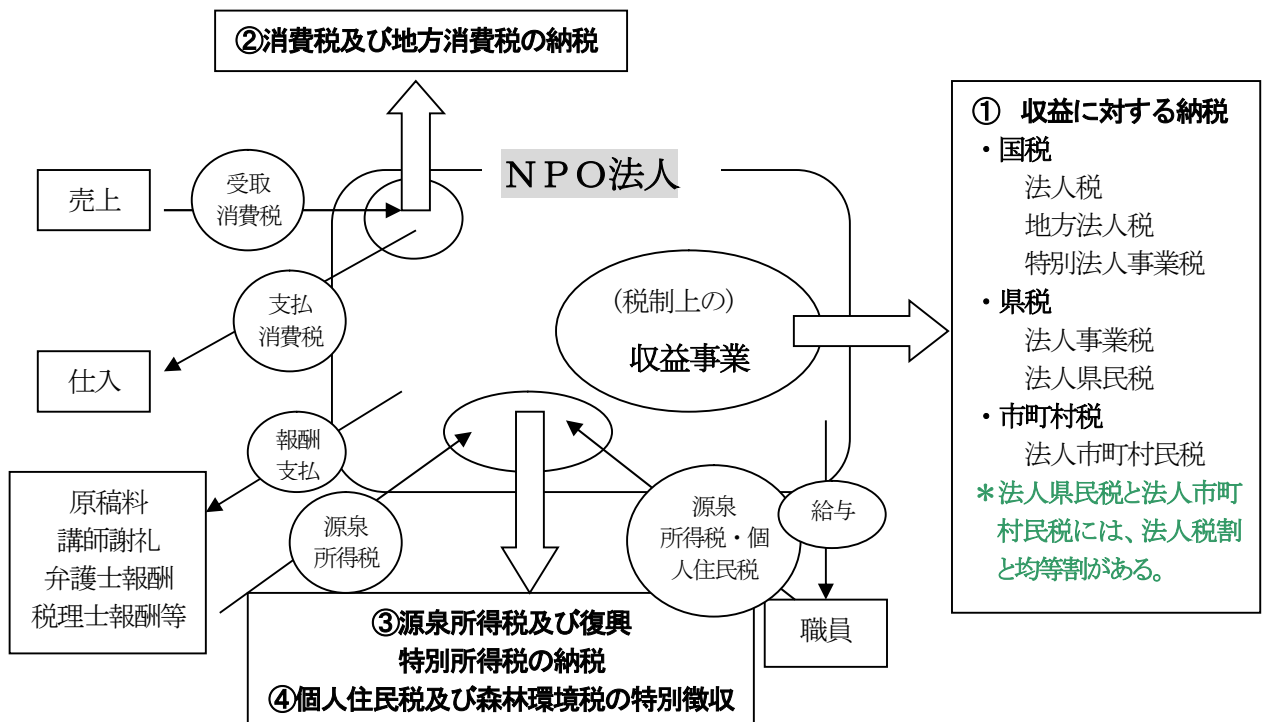 ②消費税及び地方消費税の納税
NPO法人
売上
受取
消費税
支払
消費税
仕入
(税制上の)
収益事業
① 収益に対する納税
・国税
法人税
地方法人税
特別法人事業税
・県税
法人事業税
法人県民税
・市町村税
法人市町村民税
＊法人県民税と法人市町
村民税には、法人税割
と均等割がある。
報酬
支払
原稿料
講師謝礼
弁護士報酬
税理士報酬等
源泉
所得税
源泉
所得税・個
人住民税
給与
職員
③源泉所得税及び復興
特別所得税の納税
④個人住民税及び森林環境税の特別徴収